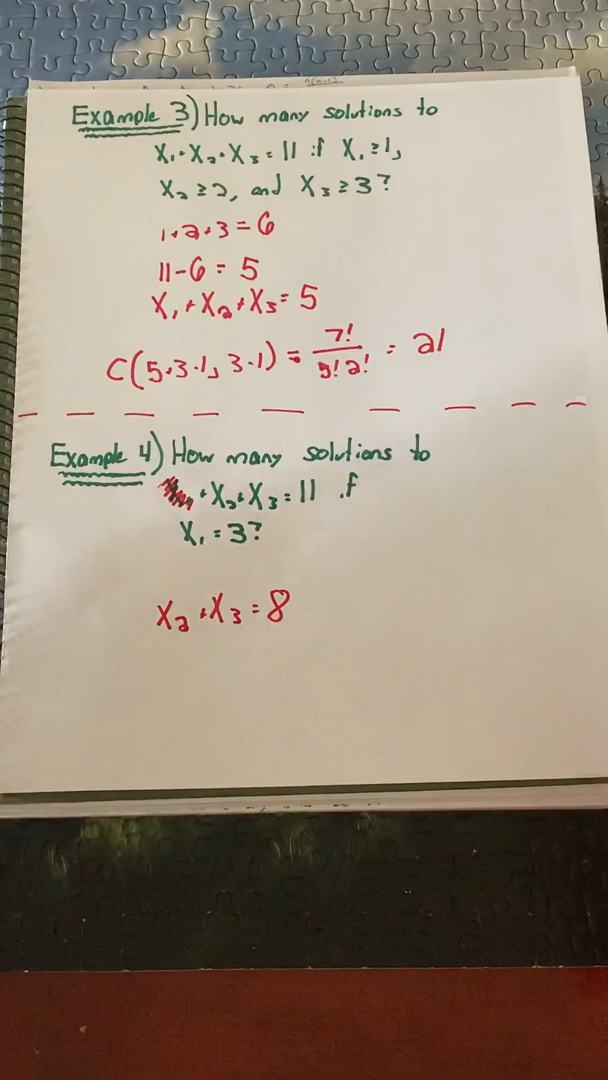 Example 3) How many solutions to
X₁+X₂+X₃=11 if X₁≥1,
X₂≥2, and X₃≥3?
1+2+3=6
11-6=5
X₁+X₂+X₃=5
C(5+3-1, 3-1) = 7!/5!2! = 21
Example 4) How many solutions to
+X₂+X₃=11 if
X₁=3?
X₂+X₃=8